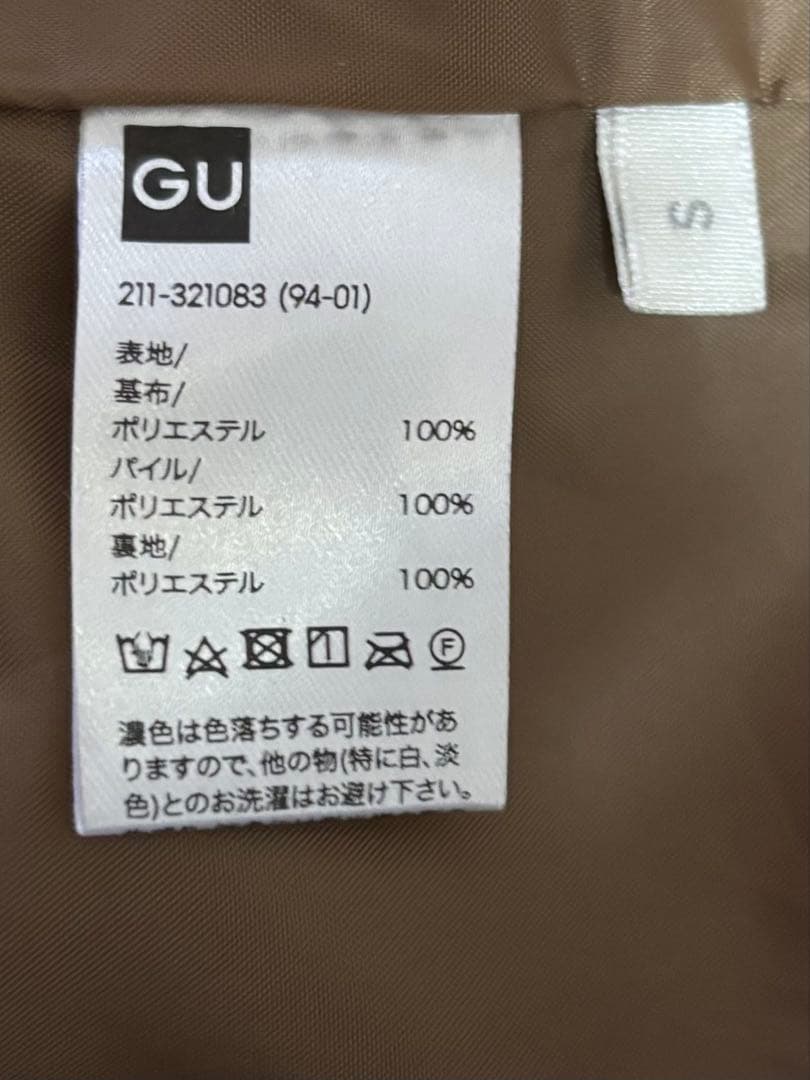 GU
S
211-321083 (94-01)
表地/
基布/
ポリエステル 100%
パイル/
ポリエステル 100%
裏地/
ポリエステル 100%
F
濃色は色落ちする可能性があ
りますので、他の物(特に白、淡
色)とのお洗濯はお避け下さい。